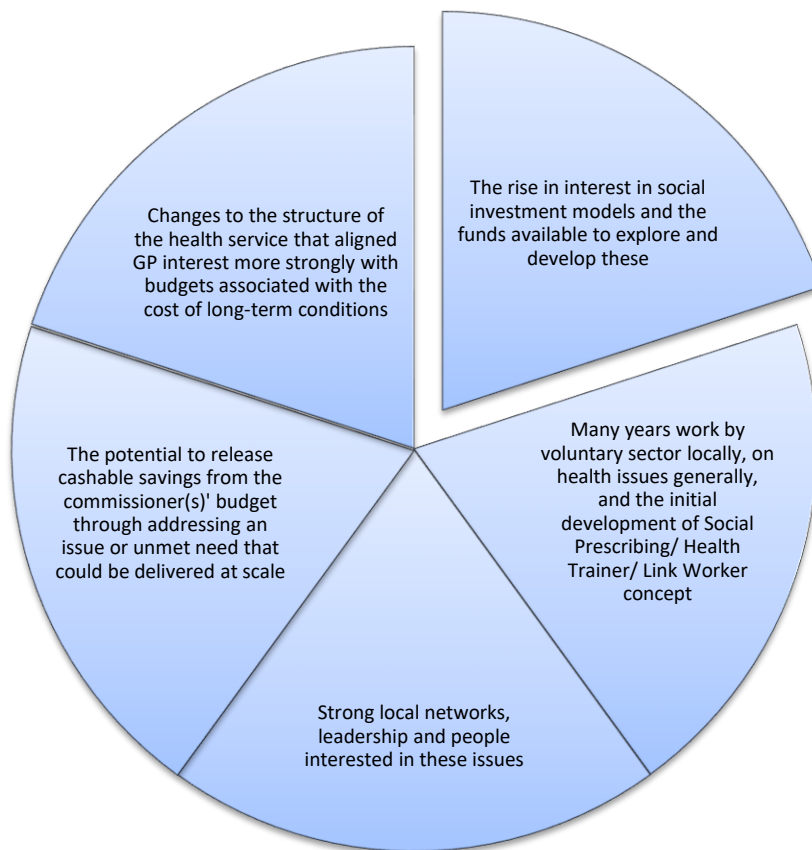 The rise in interest in social
investment models and the
funds available to explore and
develop these
Many years work by
voluntary sector locally, on
health issues generally,
and the initial
development of Social
Prescribing/ Health
Trainer/ Link Worker
concept
Strong local networks,
leadership and people
interested in these issues
The potential to release
cashable savings from the
commissioner(s)' budget
through addressing an
issue or unmet need that
could be delivered at scale
Changes to the structure of
the health service that aligned
GP interest more strongly with
budgets associated with the
cost of long-term conditions